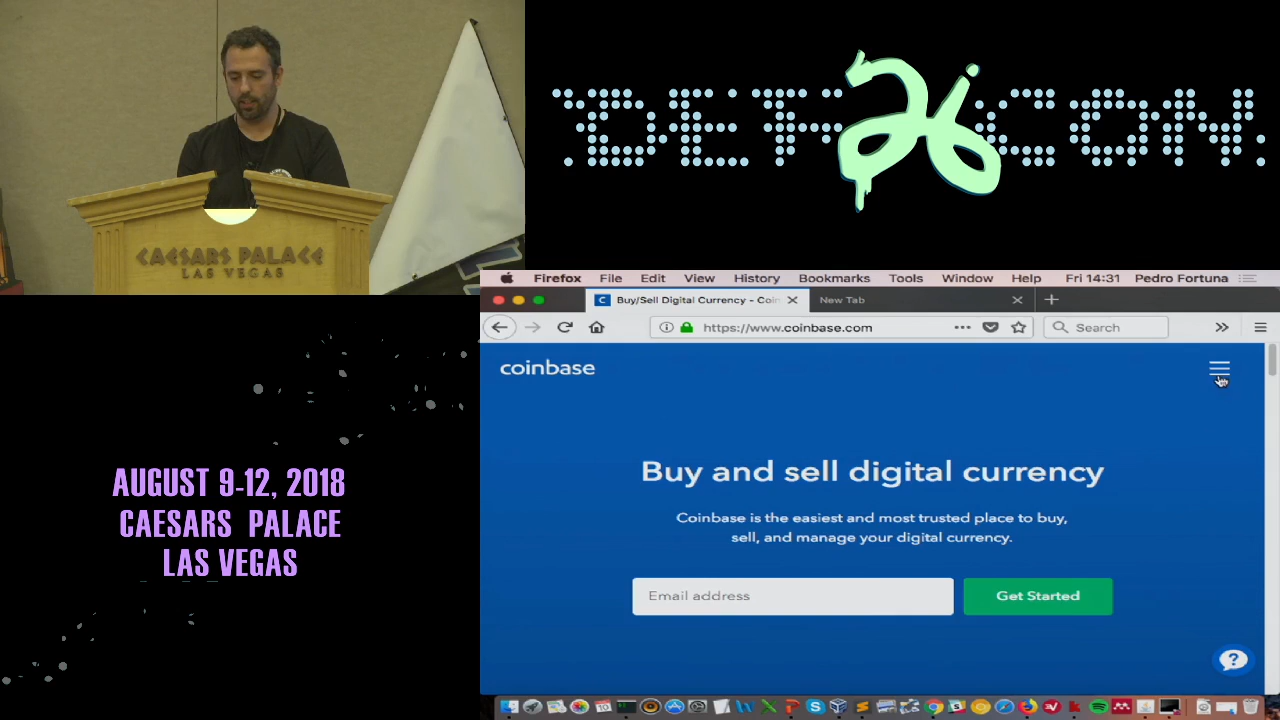 DEF CON
26
CAESARS PALACE
LAS VEGAS
AUGUST 9-12, 2018
CAESARS PALACE
LAS VEGAS
Firefox File Edit View History Bookmarks Tools Window Help Fri 14:31 Pedro Fortuna
Buy/Sell Digital Currency - Coin
New Tab
https://www.coinbase.com
Search
coinbase
Buy and sell digital currency
Coinbase is the easiest and most trusted place to buy,
sell, and manage your digital currency.
Email address
Get Started
?